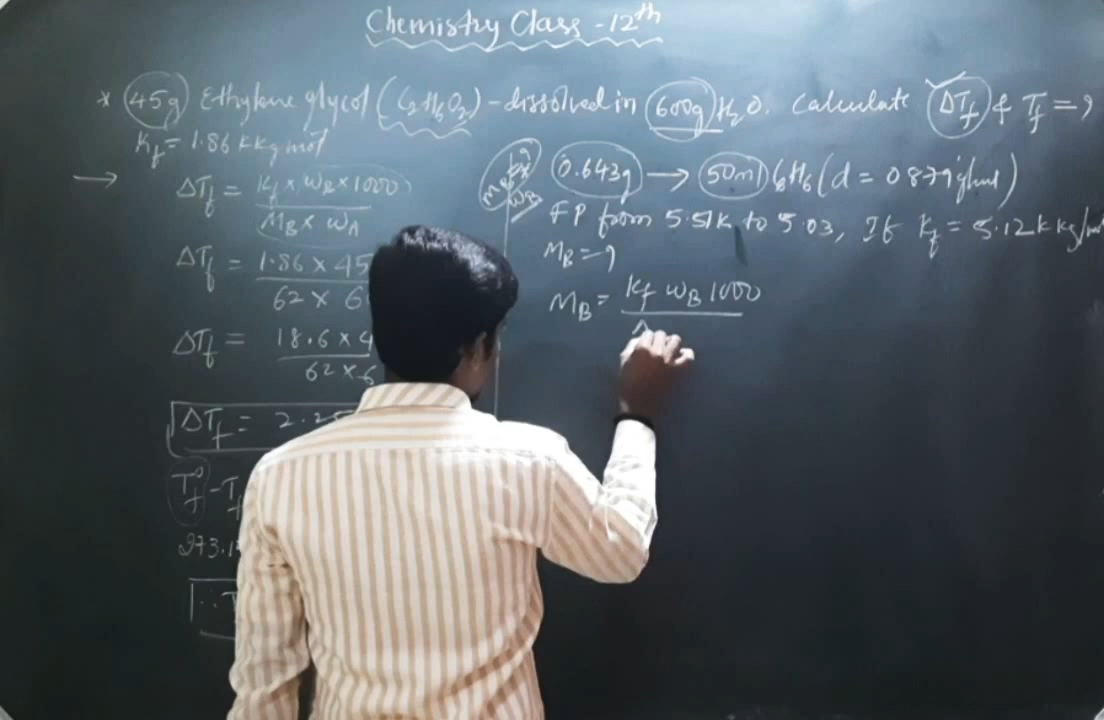 Chemistry Class - 12th
* 45g Ethylene glycol (C2H6O2) - dissolved in 600g H2O. Calculate ΔTf & Tf = ?
Kf = 1.86 K kg mol
→ ΔTf = Kf × WB × 1000 / MB × WA
ΔTf = 1.86 × 45 / 62 × 6
ΔTf = 18.6 × 4 / 62 × 6
ΔTf = 2.25
Tf° - Tf
273.1
∴ T
0.643g → 50ml C6H6 (d = 0.879 g/ml)
FP from 5.51K to 5.03, If Kf = 5.12 K kg/mol
MB = ?
MB = Kf WB 1000